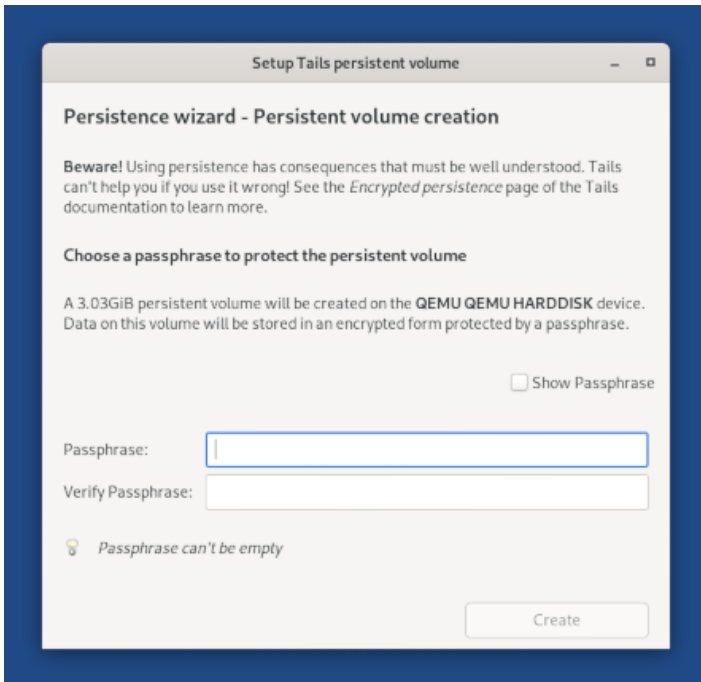 Setup Tails persistent volume
Persistence wizard - Persistent volume creation
Beware! Using persistence has consequences that must be well understood. Tails
can't help you if you use it wrong! See the Encrypted persistence page of the Tails
documentation to learn more.
Choose a passphrase to protect the persistent volume
A 3.03GiB persistent volume will be created on the QEMU QEMU HARDDISK device.
Data on this volume will be stored in an encrypted form protected by a passphrase.
Show Passphrase
Passphrase:
Verify Passphrase:
Passphrase can't be empty
Create